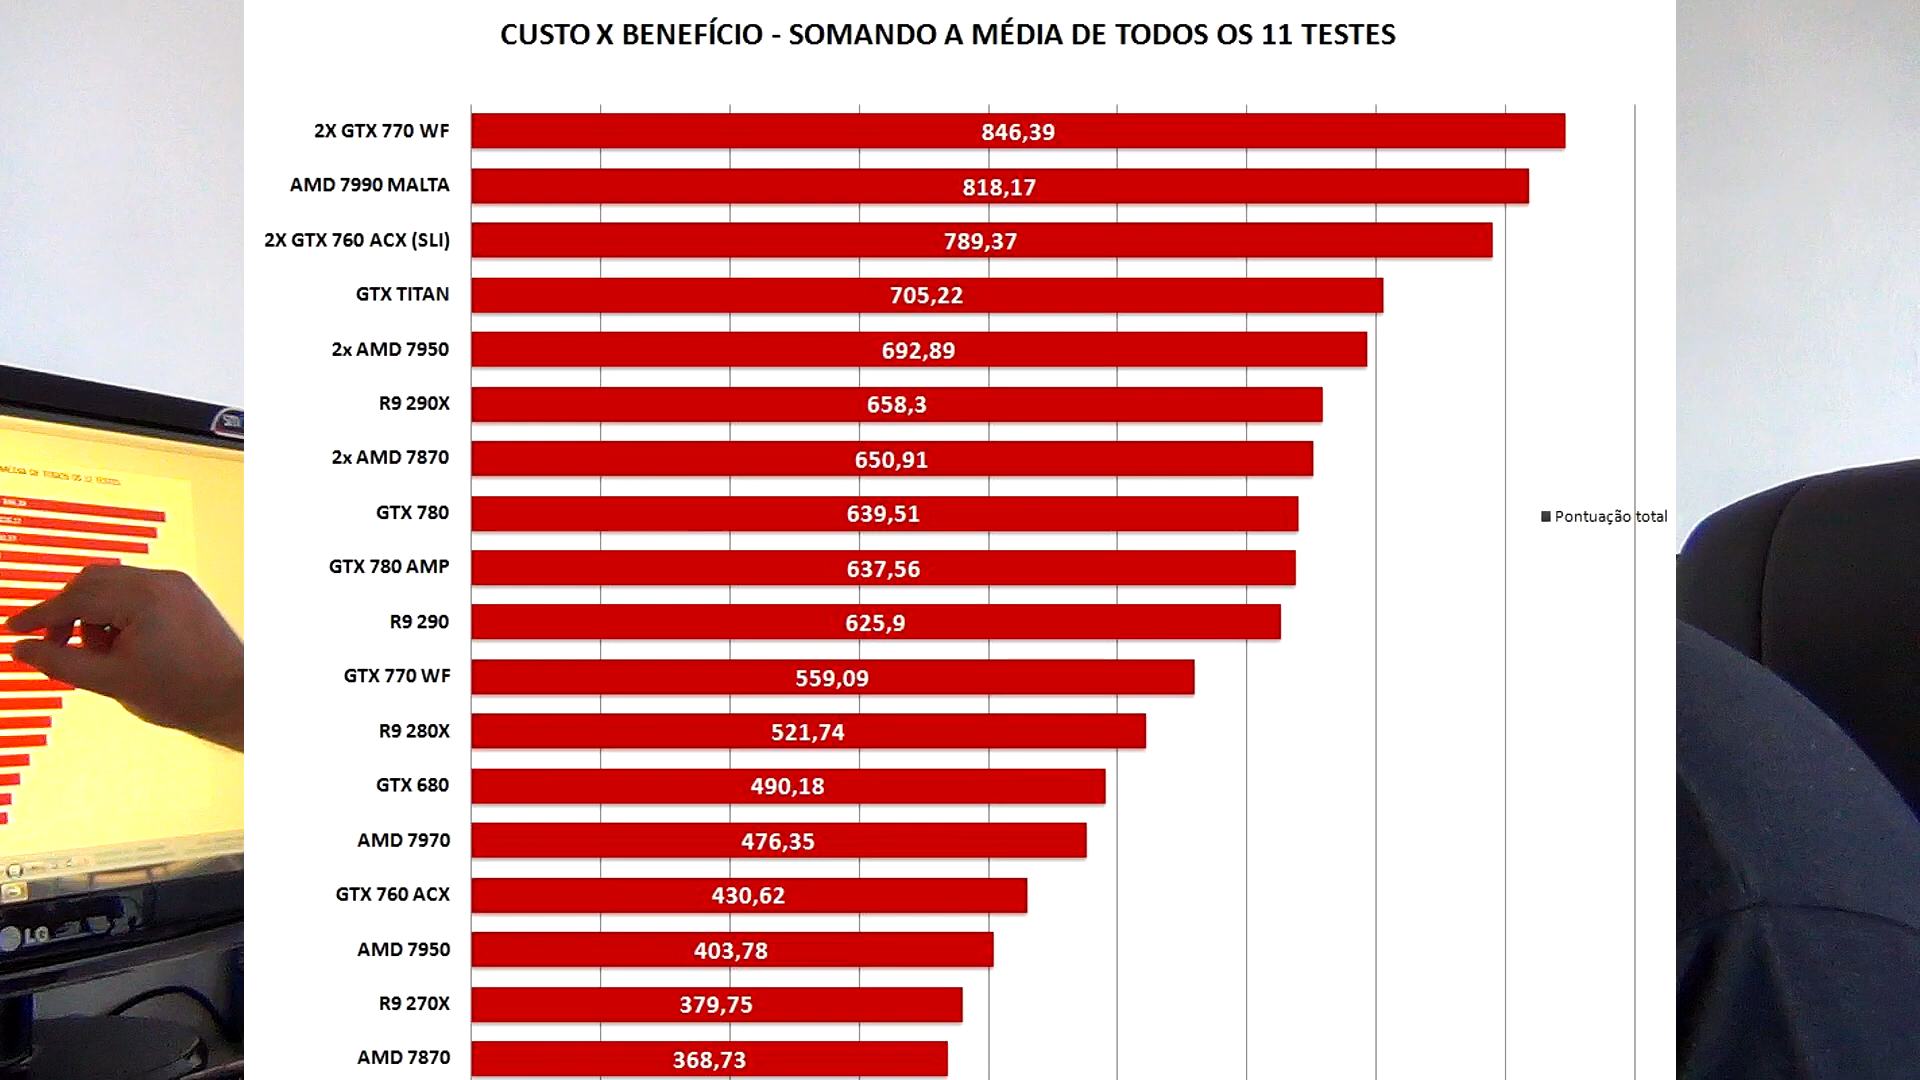 CUSTO X BENEFÍCIO - SOMANDO A MÉDIA DE TODOS OS 11 TESTES
2X GTX 770 WF 846,39
AMD 7990 MALTA 818,17
2X GTX 760 ACX (SLI) 789,37
GTX TITAN 705,22
2x AMD 7950 692,89
R9 290X 658,3
2x AMD 7870 650,91
GTX 780 639,51
Pontuação total
GTX 780 AMP 637,56
R9 290 625,9
GTX 770 WF 559,09
R9 280X 521,74
GTX 680 490,18
AMD 7970 476,35
GTX 760 ACX 430,62
AMD 7950 403,78
R9 270X 379,75
AMD 7870 368,73
LG